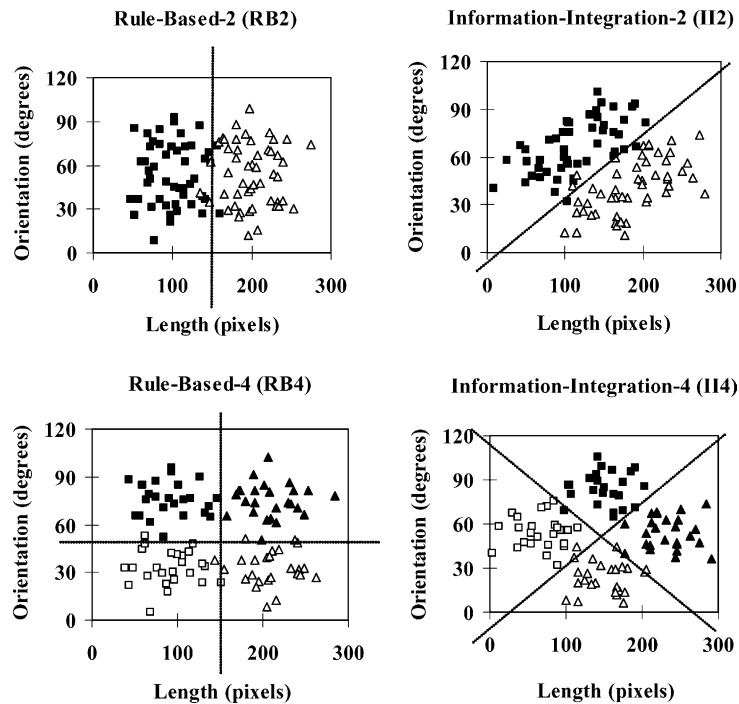 Rule-Based-2 (RB2)
Orientation (degrees)
120
90
60
30
0
0 100 200 300
Length (pixels)
Information-Integration-2 (II2)
Orientation (degrees)
120
90
60
30
0
0 100 200 300
Length (pixels)
Rule-Based-4 (RB4)
Orientation (degrees)
120
90
60
30
0
0 100 200 300
Length (pixels)
Information-Integration-4 (II4)
Orientation (degrees)
120
90
60
30
0
0 100 200 300
Length (pixels)